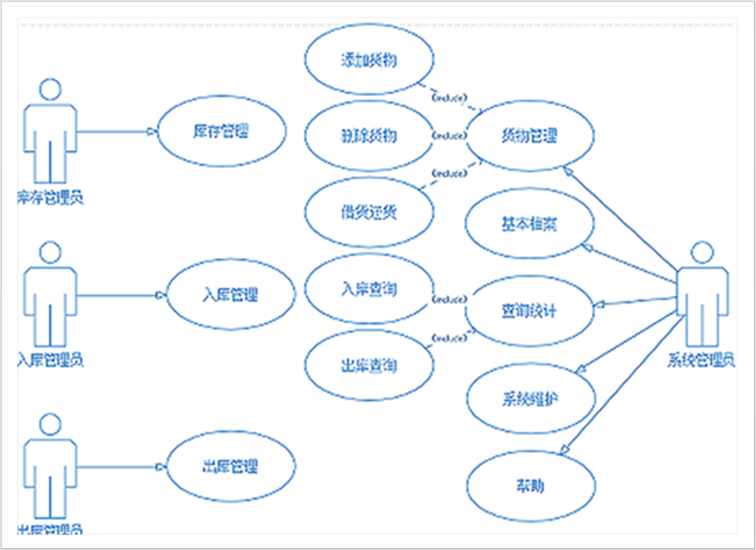 添加货物
(include)
库存管理
删除货物
(include)
货物管理
(include)
库存管理员
借货还货
基本档案
入库管理
入库查询
(include)
查询统计
(include)
入库管理员
出库查询
系统管理员
系统维护
出库管理
帮助
出库管理员